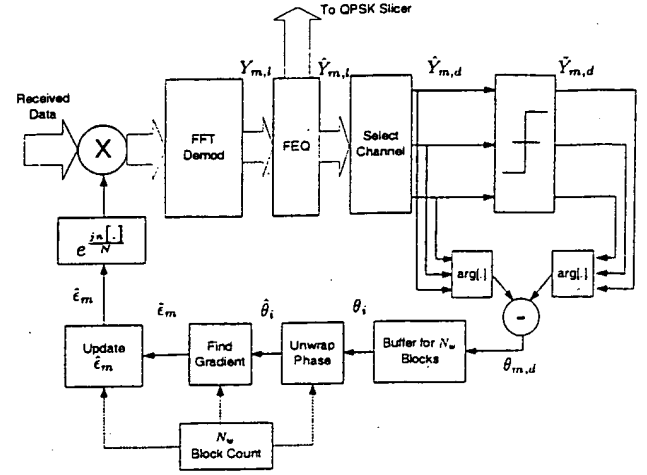 To QPSK Slicer
Y_{m,l}
Ŷ_{m,l}
Ŷ_{m,d}
Ỹ_{m,d}
Received
Data
X
FFT
Demod
FEQ
Select
Channel
e^{jn[.]/N}
arg[.]
arg[.]
-
ε̂_m
ε̃_m
θ̂_i
θ_i
Update
ε̂_m
Find
Gradient
Unwrap
Phase
Buffer for N_w
Blocks
θ_{m,d}
N_w
Block Count